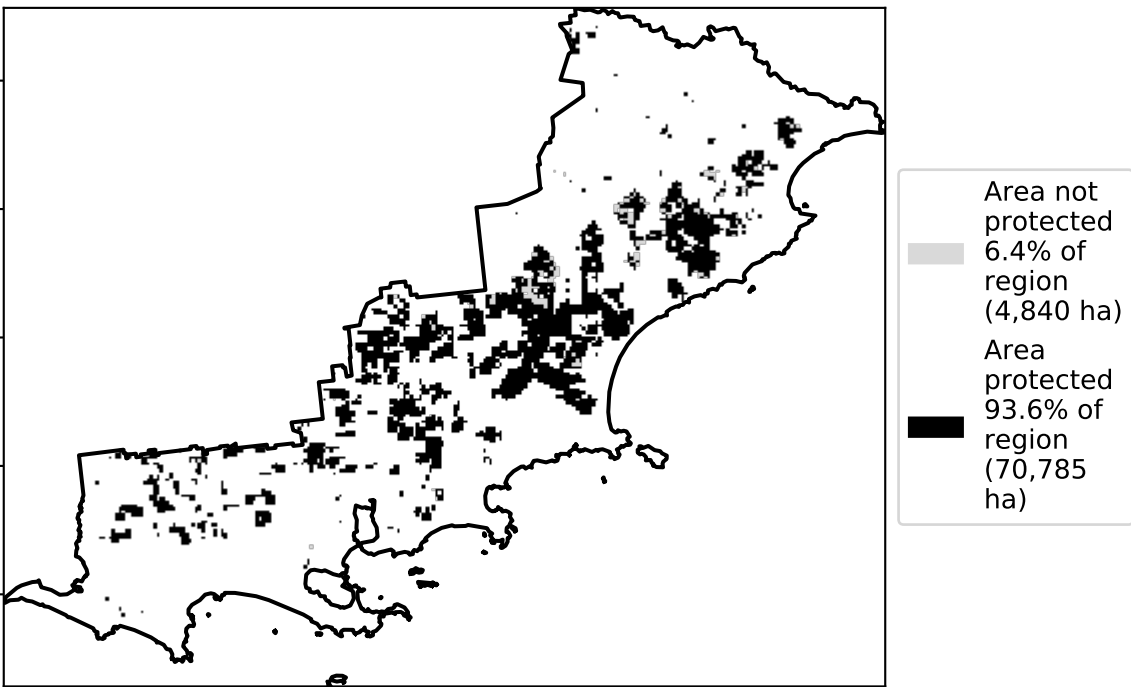 Area not
protected
6.4% of
region
(4,840 ha)
Area
protected
93.6% of
region
(70,785
ha)